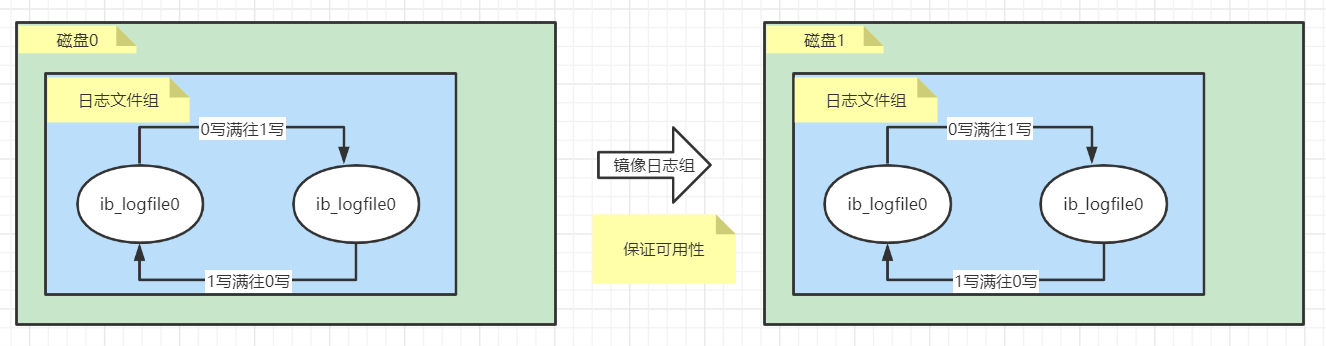 磁盘0
日志文件组
0写满往1写
ib_logfile0
ib_logfile0
1写满往0写
镜像日志组
保证可用性
磁盘1
日志文件组
0写满往1写
ib_logfile0
ib_logfile0
1写满往0写